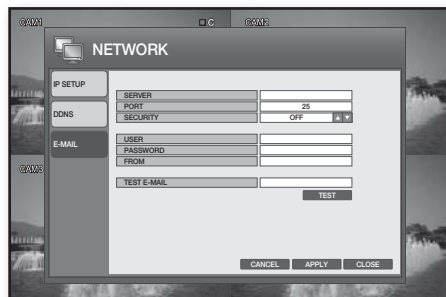 CAM1
C
CAM2
NETWORK
IP SETUP
DDNS
E-MAIL
SERVER
PORT 25
SECURITY OFF
USER
PASSWORD
FROM
TEST E-MAIL
TEST
CAM3
CANCEL APPLY CLOSE